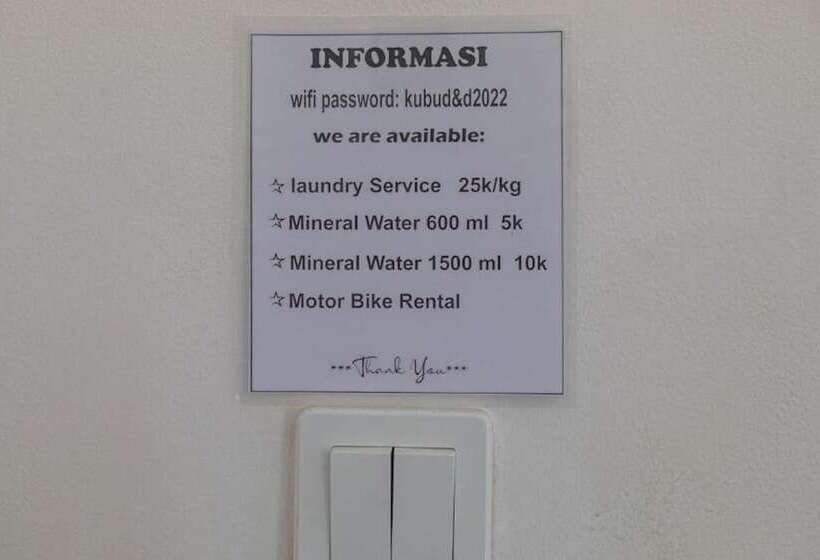 INFORMASI
wifi password: kubud&d2022
we are available:
☆ laundry Service 25k/kg
☆ Mineral Water 600 ml 5k
☆ Mineral Water 1500 ml 10k
☆ Motor Bike Rental
***Thank You***